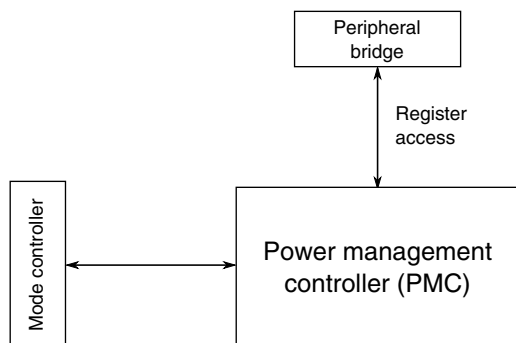 Peripheral
bridge
Register
access
Mode controller
Power management
controller (PMC)